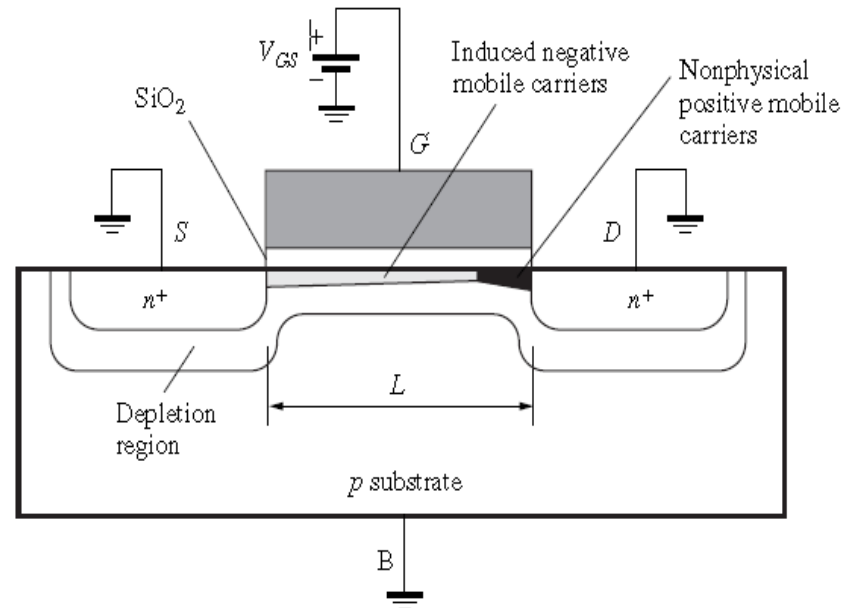 +
V_GS
−
Induced negative
mobile carriers
Nonphysical
positive mobile
carriers
SiO₂
G
S
D
n⁺
n⁺
L
Depletion
region
p substrate
B